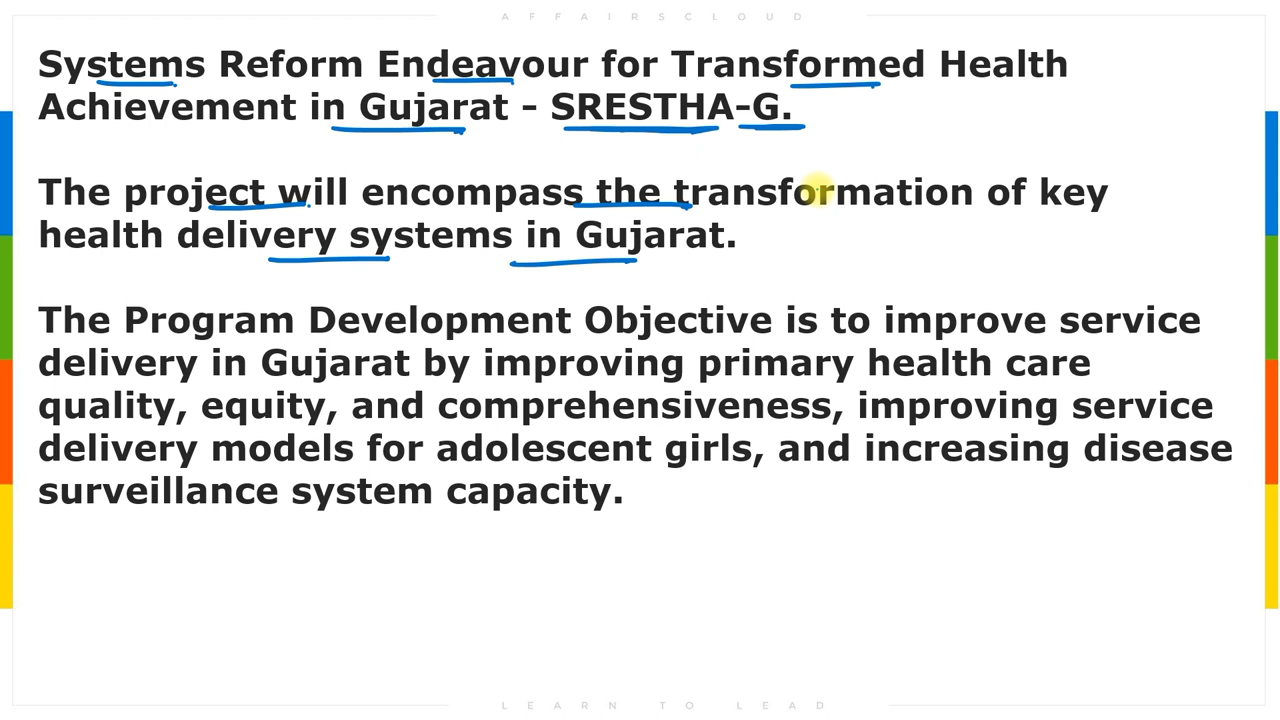 AFFAIRSCLOUD
Systems Reform Endeavour for Transformed Health
Achievement in Gujarat – SRESTHA-G.
The project will encompass the transformation of key
health delivery systems in Gujarat.
The Program Development Objective is to improve service
delivery in Gujarat by improving primary health care
quality, equity, and comprehensiveness, improving service
delivery models for adolescent girls, and increasing disease
surveillance system capacity.
LEARN TO LEAD